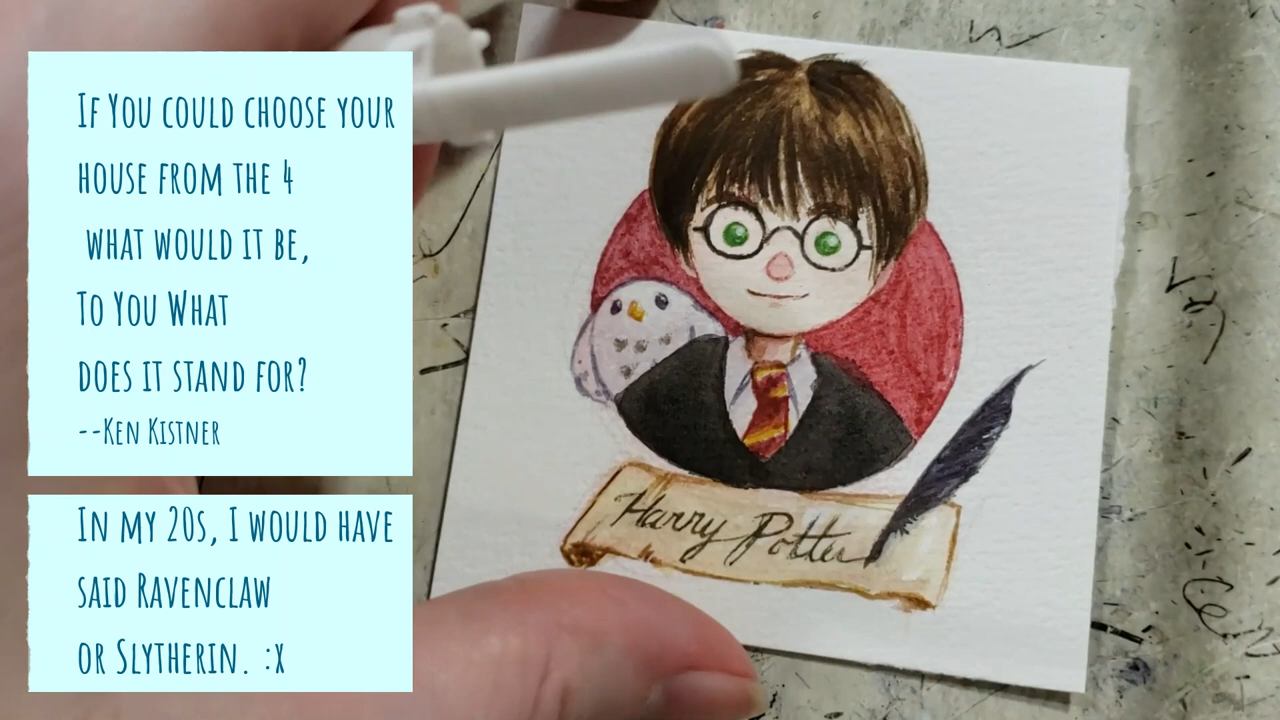 If You could choose your
house from the 4
what would it be,
To You What
does it stand for?
--Ken Kistner
In my 20s, I would have
said Ravenclaw
or Slytherin. :x
Harry Potter